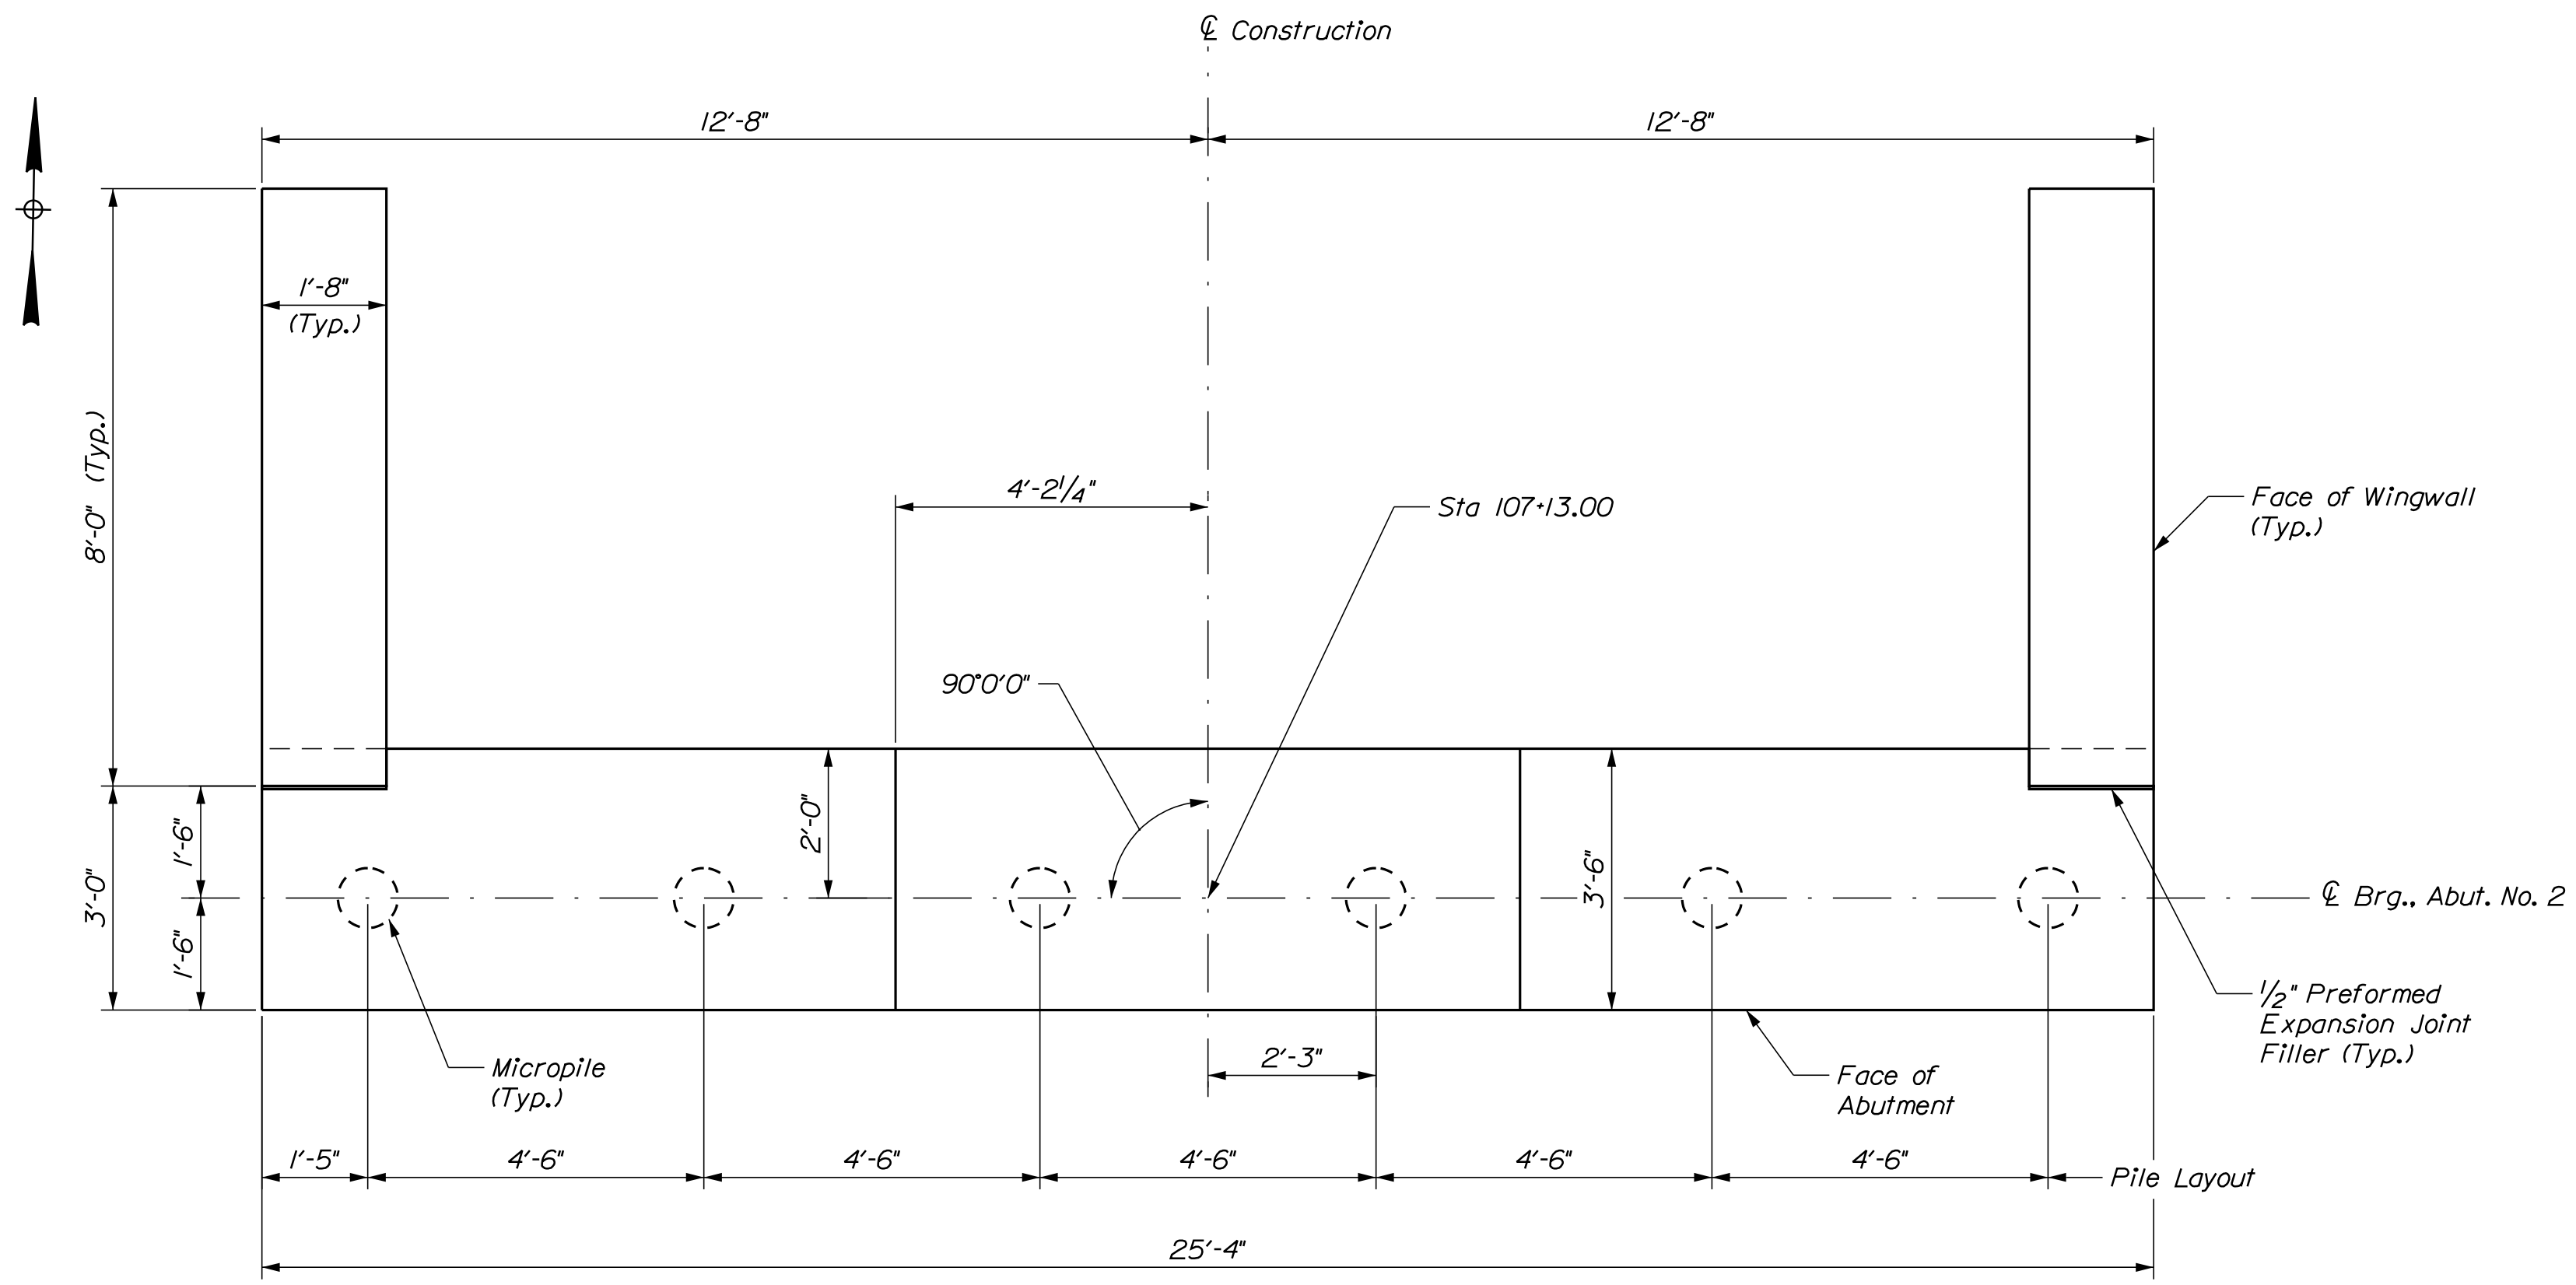 ℄ Construction
12'-8"
12'-8"
1'-8"
(Typ.)
8'-0" (Typ.)
4'-2 1/4"
Sta 107+13.00
Face of Wingwall
(Typ.)
90°0'0"
2'-0"
1'-6"
3'-0"
3'-6"
1'-6"
℄ Brg., Abut. No. 2
1/2" Preformed
Expansion Joint
Filler (Typ.)
Micropile
(Typ.)
2'-3"
Face of
Abutment
1'-5"
4'-6"
4'-6"
4'-6"
4'-6"
4'-6"
Pile Layout
25'-4"